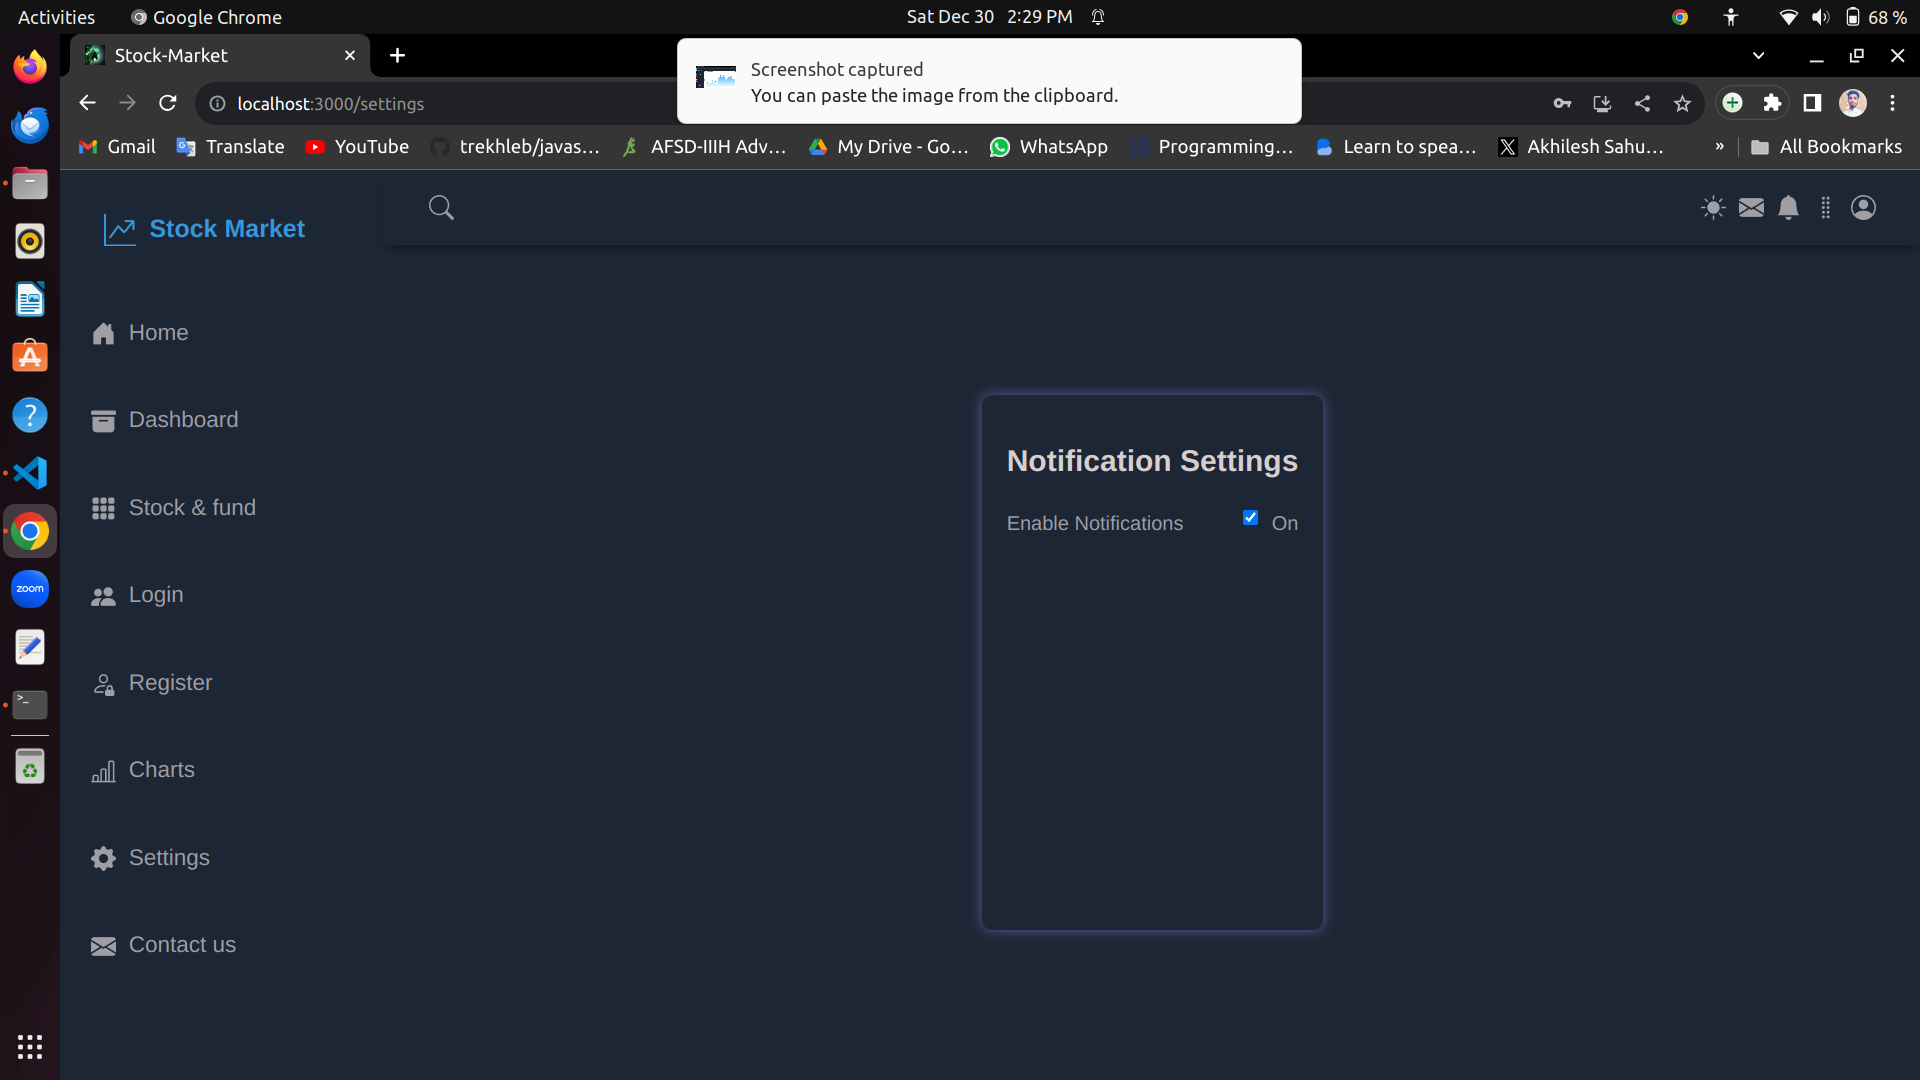 Activities
Google Chrome
Sat Dec 30 2:29 PM
68 %
Stock-Market
Screenshot captured
You can paste the image from the clipboard.
localhost:3000/settings
Gmail
Translate
YouTube
trekhleb/javas...
AFSD-IIIH Adv...
My Drive - Go...
WhatsApp
Programming...
Learn to spea...
Akhilesh Sahu...
»
All Bookmarks
Stock Market
Home
Dashboard
Stock & fund
Login
Register
Charts
Settings
Contact us
Notification Settings
Enable Notifications
On
zoom